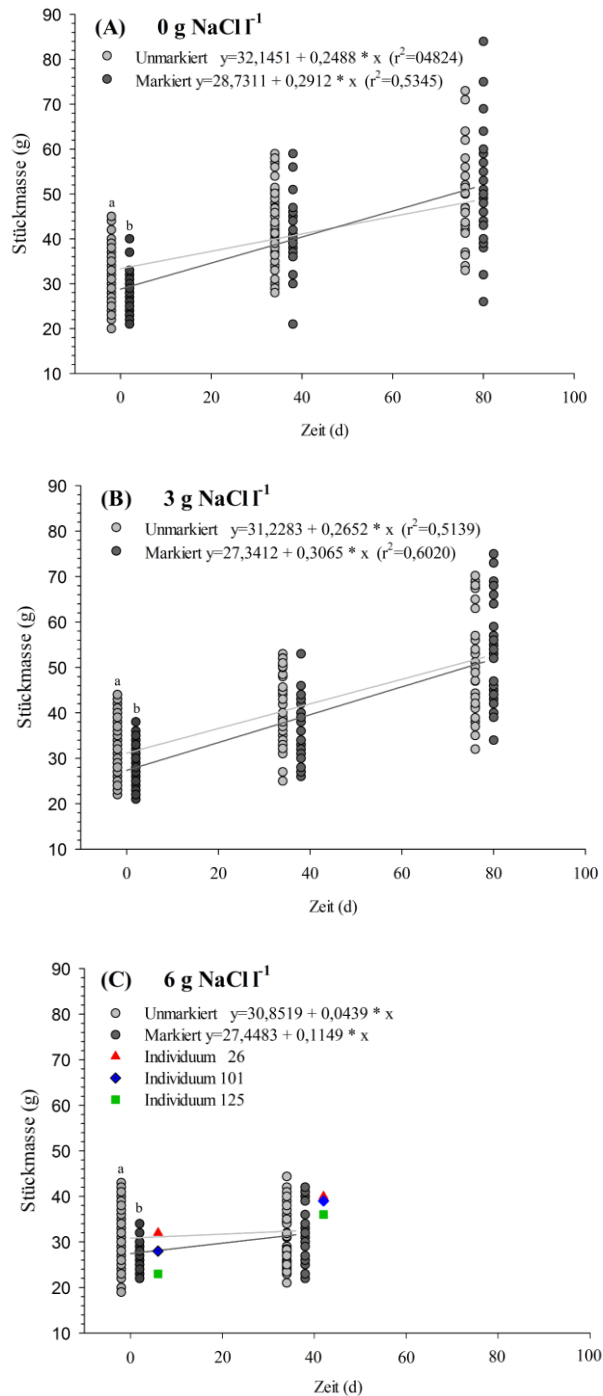 (A) 0 g NaCl l⁻¹
Unmarkiert y=32,1451 + 0,2488 * x (r²=04824)
Markiert y=28,7311 + 0,2912 * x (r²=0,5345)
a
b
Stückmasse (g)
90
80
70
60
50
40
30
20
10
0 20 40 60 80 100
Zeit (d)
(B) 3 g NaCl l⁻¹
Unmarkiert y=31,2283 + 0,2652 * x (r²=0,5139)
Markiert y=27,3412 + 0,3065 * x (r²=0,6020)
a
b
Stückmasse (g)
90
80
70
60
50
40
30
20
10
0 20 40 60 80 100
Zeit (d)
(C) 6 g NaCl l⁻¹
Unmarkiert y=30,8519 + 0,0439 * x
Markiert y=27,4483 + 0,1149 * x
Individuum 26
Individuum 101
Individuum 125
a
b
Stückmasse (g)
90
80
70
60
50
40
30
20
10
0 20 40 60 80 100
Zeit (d)